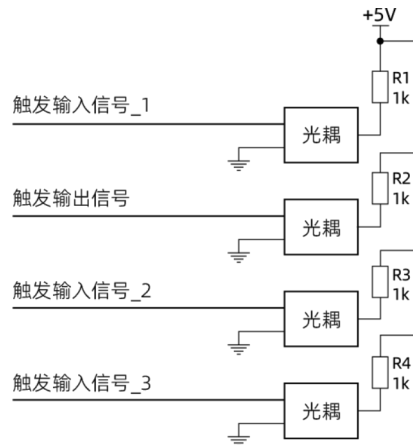 +5V
R1
1k
触发输入信号_1
光耦
R2
1k
触发输出信号
光耦
R3
1k
触发输入信号_2
光耦
R4
1k
触发输入信号_3
光耦